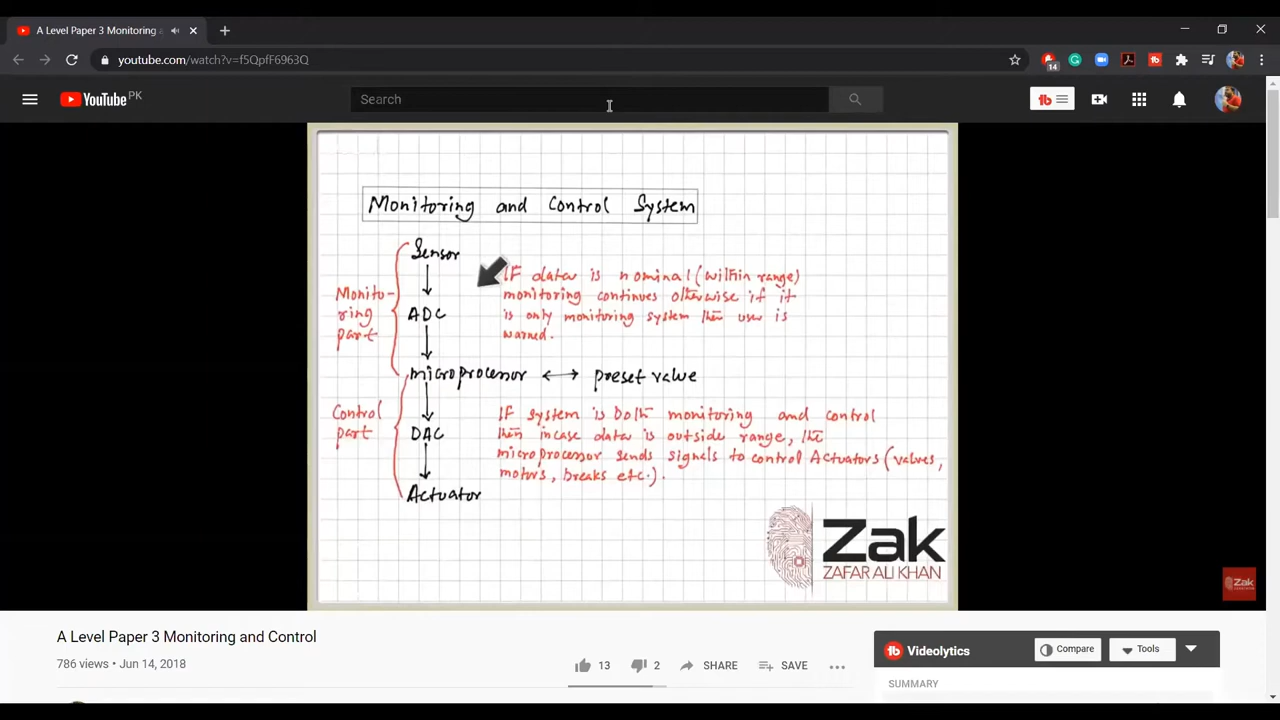 A Level Paper 3 Monitoring a
youtube.com/watch?v=f5QpfF6963Q
14
YouTube PK
Search
Monitoring and Control System
Sensor
IF data is nominal (within range)
Monito-
ring
part
monitoring continues otherwise if it
ADC
is only monitoring system then user is
warned.
microprocessor ↔ preset value
Control
part
IF system is both monitoring and control
DAC
then incase data is outside range, the
microprocessor sends signals to control Actuators (valves,
motors, breaks etc.).
Actuator
Zak
ZAFAR ALI KHAN
Zak
A Level Paper 3 Monitoring and Control
786 views • Jun 14, 2018
13
2
SHARE
SAVE
Videolytics
Compare
Tools
SUMMARY